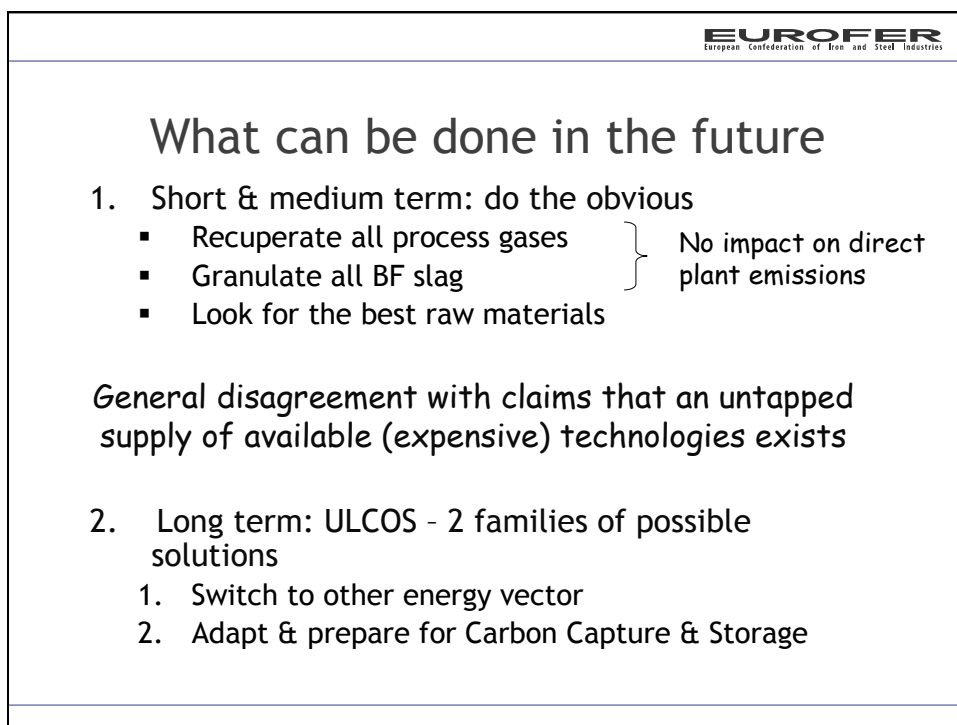 EUROFER
European Confederation of Iron and Steel Industries
What can be done in the future
1. Short & medium term: do the obvious
▪ Recuperate all process gases
▪ Granulate all BF slag
No impact on direct
plant emissions
▪ Look for the best raw materials
General disagreement with claims that an untapped
supply of available (expensive) technologies exists
2. Long term: ULCOS – 2 families of possible
solutions
1. Switch to other energy vector
2. Adapt & prepare for Carbon Capture & Storage